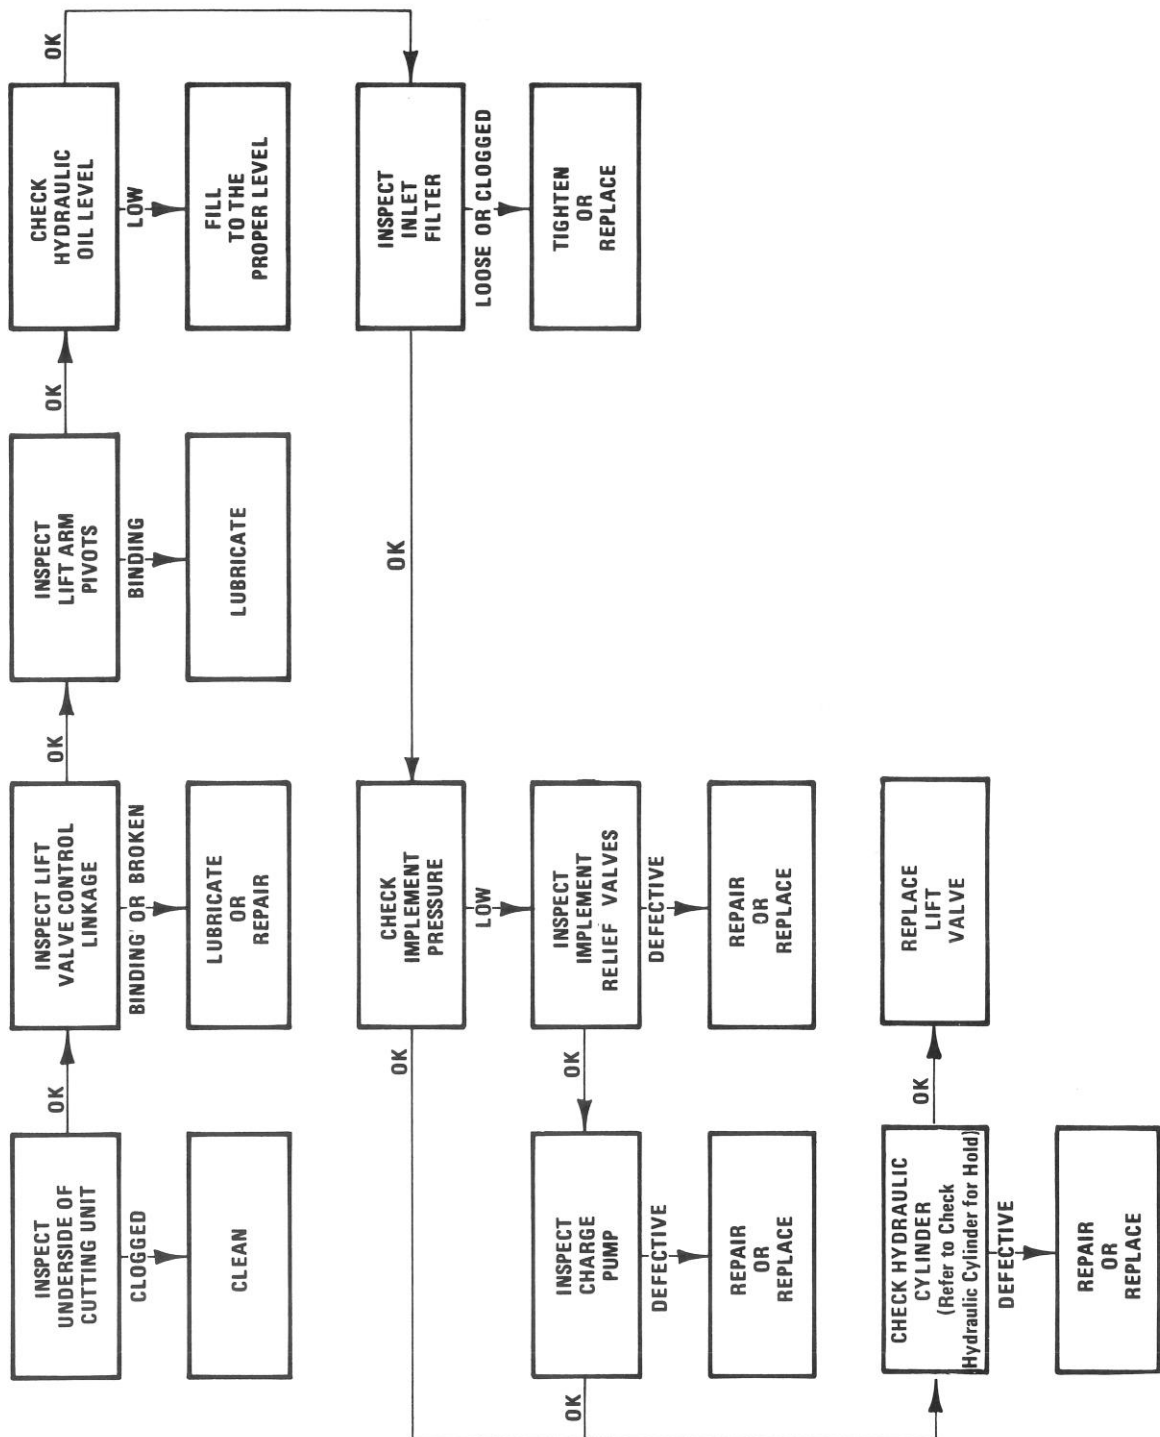 INSPECT
UNDERSIDE OF
CUTTING UNIT
OK
CLOGGED
CLEAN
INSPECT LIFT
VALVE CONTROL
LINKAGE
OK
BINDING OR BROKEN
LUBRICATE
OR
REPAIR
INSPECT
LIFT ARM
PIVOTS
OK
BINDING
LUBRICATE
CHECK
HYDRAULIC
OIL LEVEL
OK
LOW
FILL
TO THE
PROPER LEVEL
INSPECT
INLET
FILTER
LOOSE OR CLOGGED
TIGHTEN
OR
REPLACE
OK
CHECK
IMPLEMENT
PRESSURE
OK
LOW
INSPECT
IMPLEMENT
RELIEF VALVES
OK
DEFECTIVE
REPAIR
OR
REPLACE
INSPECT
CHARGE
PUMP
OK
DEFECTIVE
REPAIR
OR
REPLACE
CHECK HYDRAULIC
CYLINDER
(Refer to Check
Hydraulic Cylinder for Hold)
OK
DEFECTIVE
REPAIR
OR
REPLACE
REPLACE
LIFT
VALVE